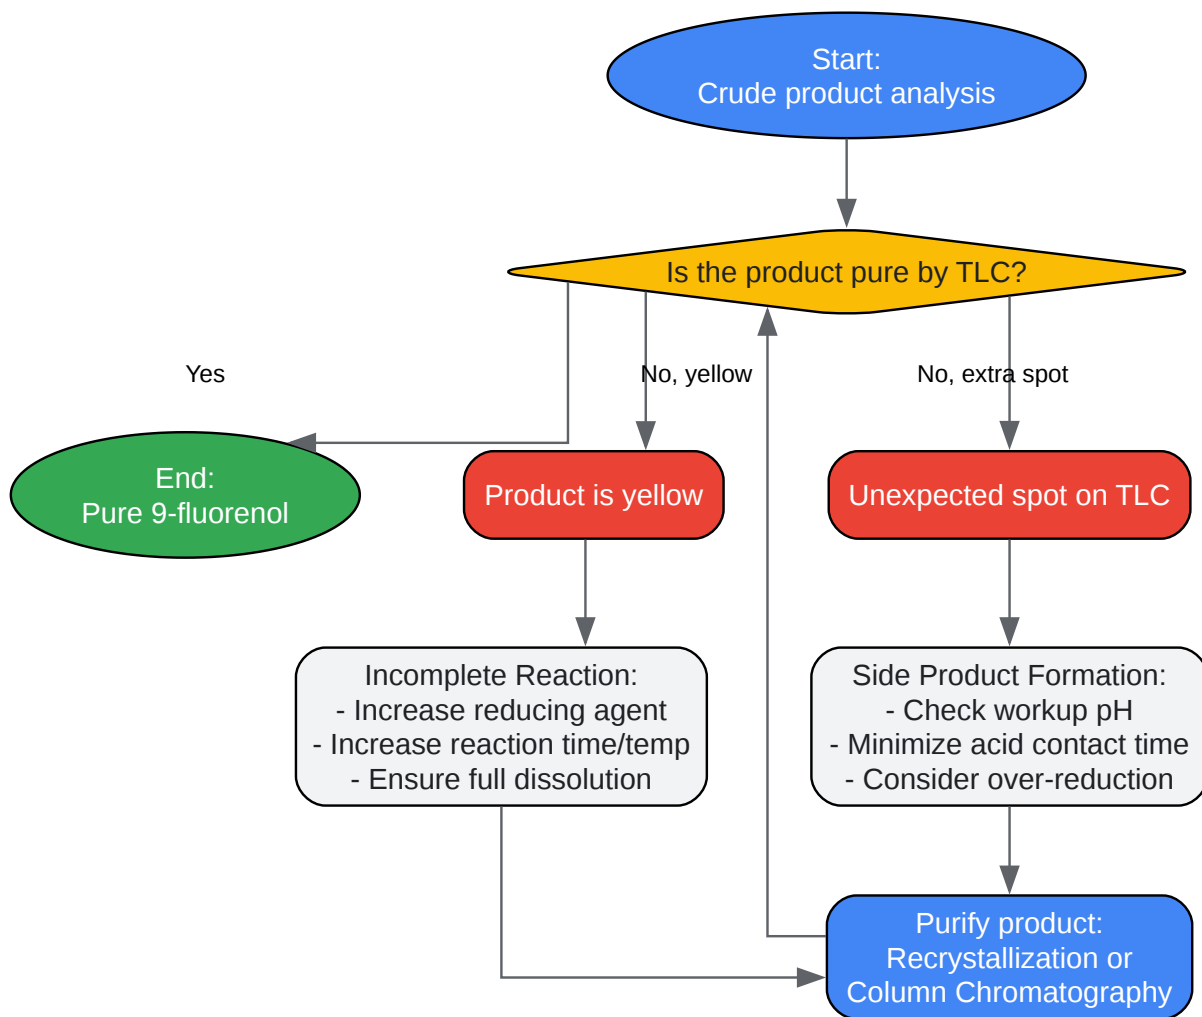 Start:
Crude product analysis
Is the product pure by TLC?
Yes
No, yellow
No, extra spot
End:
Pure 9-fluorenol
Product is yellow
Unexpected spot on TLC
Incomplete Reaction:
- Increase reducing agent
- Increase reaction time/temp
- Ensure full dissolution
Side Product Formation:
- Check workup pH
- Minimize acid contact time
- Consider over-reduction
Purify product:
Recrystallization or
Column Chromatography